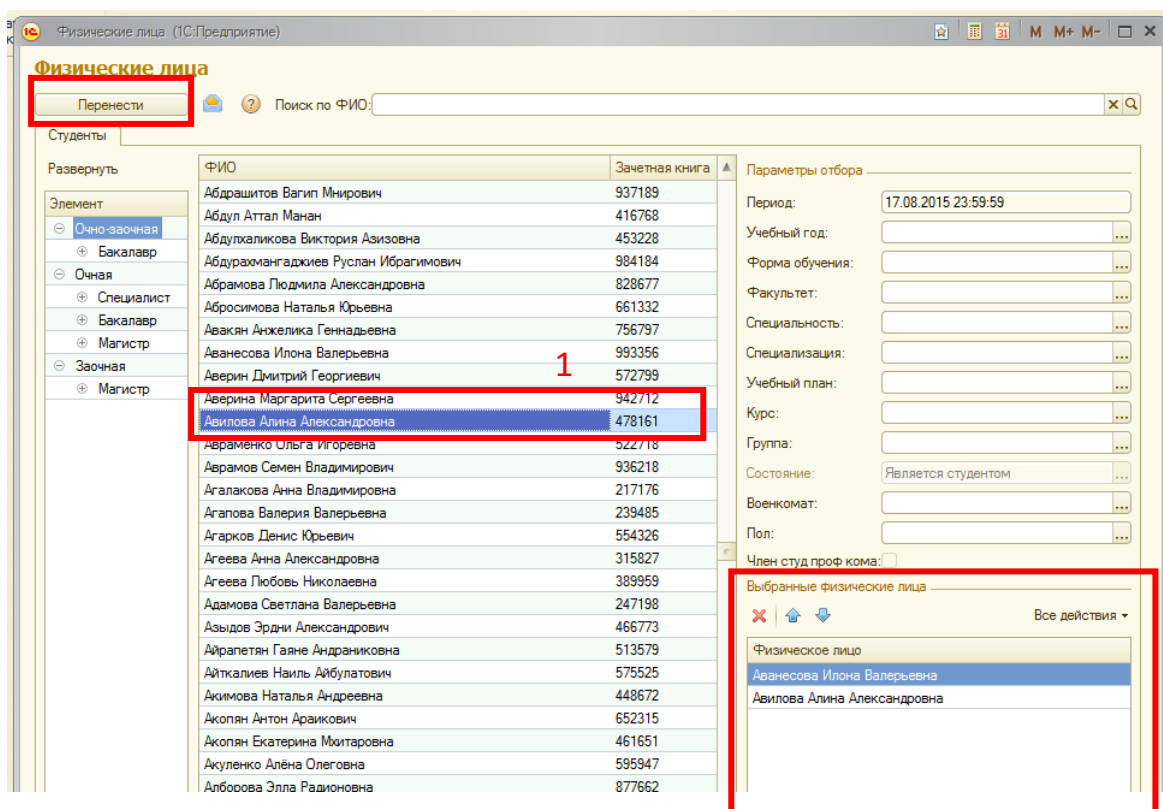 Физические лица (1С:Предприятие)
M M+ M-
Физические лица
Перенести
Поиск по ФИО:
Студенты
Развернуть
Элемент
Очно-заочная
Бакалавр
Очная
Специалист
Бакалавр
Магистр
Заочная
Магистр
ФИО Зачетная книга
Абдрашитов Вагип Мнирович 937189
Абдул Аттал Манан 416768
Абдулхаликова Виктория Азизовна 453228
Абдурахмангаджиев Руслан Ибрагимович 984184
Абрамова Людмила Александровна 828677
Абросимова Наталья Юрьевна 661332
Авакян Анжелика Геннадьевна 756797
Аванесова Илона Валерьевна 993356
1
Аверин Дмитрий Георгиевич 572799
Аверина Маргарита Сергеевна 942712
Авилова Алина Александровна 478161
Авраменко Ольга Игоревна 522718
Аврамов Семен Владимирович 936218
Агалакова Анна Владимировна 217176
Агапова Валерия Валерьевна 239485
Агарков Денис Юрьевич 554326
Агеева Анна Александровна 315827
Агеева Любовь Николаевна 389959
Адамова Светлана Валерьевна 247198
Азыдов Эрдни Александрович 466773
Айрапетян Гаяне Андраниковна 513579
Айткалиев Наиль Айбулатович 575525
Акимова Наталья Андреевна 448672
Акопян Антон Араикович 652315
Акопян Екатерина Мхитаровна 461651
Акуленко Алёна Олеговна 595947
Алборова Элла Радионовна 877662
Параметры отбора
Период: 17.08.2015 23:59:59
Учебный год:
Форма обучения:
Факультет:
Специальность:
Специализация:
Учебный план:
Курс:
Группа:
Состояние: Является студентом
Военкомат:
Пол:
Член студ проф кома:
Выбранные физические лица
Все действия
Физическое лицо
Аванесова Илона Валерьевна
Авилова Алина Александровна